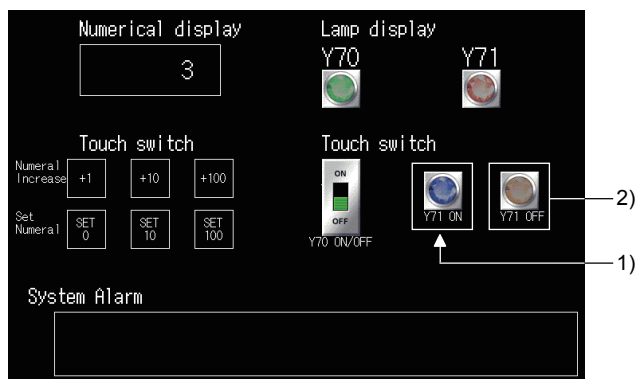 Numerical display
Lamp display
3
Y70
Y71
Touch switch
Touch switch
Numeral
Increase
+1
+10
+100
Set
Numeral
SET
0
SET
10
SET
100
ON
OFF
Y70 ON/OFF
Y71 ON
Y71 OFF
2)
1)
System Alarm